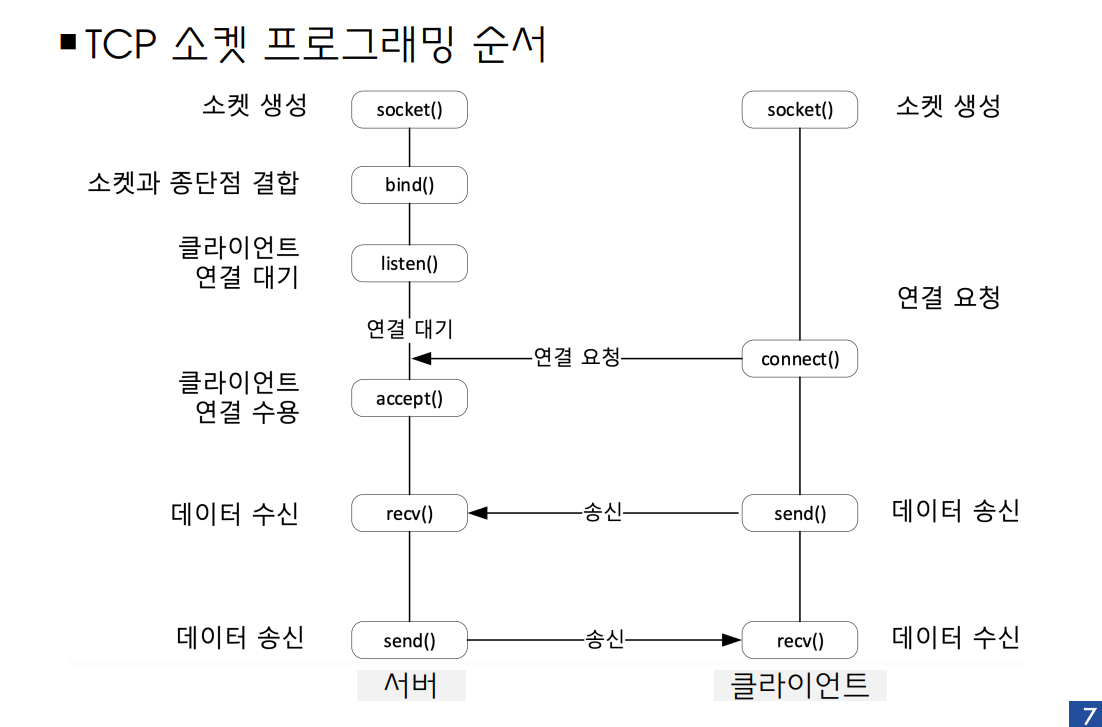 ■ TCP 소켓 프로그래밍 순서
소켓 생성
socket()
socket()
소켓 생성
소켓과 종단점 결합
bind()
클라이언트
연결 대기
listen()
연결 요청
연결 대기
연결 요청
connect()
클라이언트
연결 수용
accept()
데이터 수신
recv()
송신
send()
데이터 송신
데이터 송신
send()
송신
recv()
데이터 수신
서버
클라이언트
7